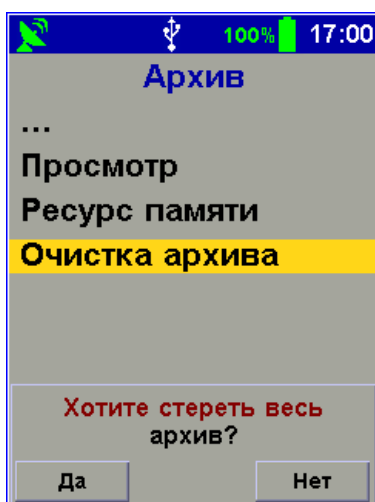 100% 17:00
Архив
...
Просмотр
Ресурс памяти
Очистка архива
Хотите стереть весь
архив?
Да Нет